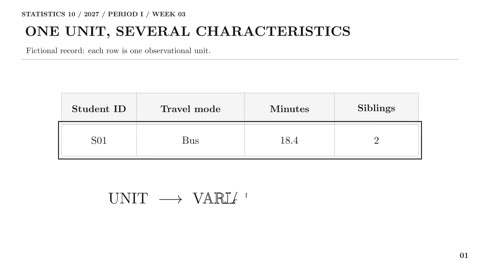 STATISTICS 10 / 2027 / PERIOD I / WEEK 03
ONE UNIT, SEVERAL CHARACTERISTICS
Fictional record: each row is one observational unit.
Student ID Travel mode Minutes Siblings
S01 Bus 18.4 2
UNIT ⟶
01